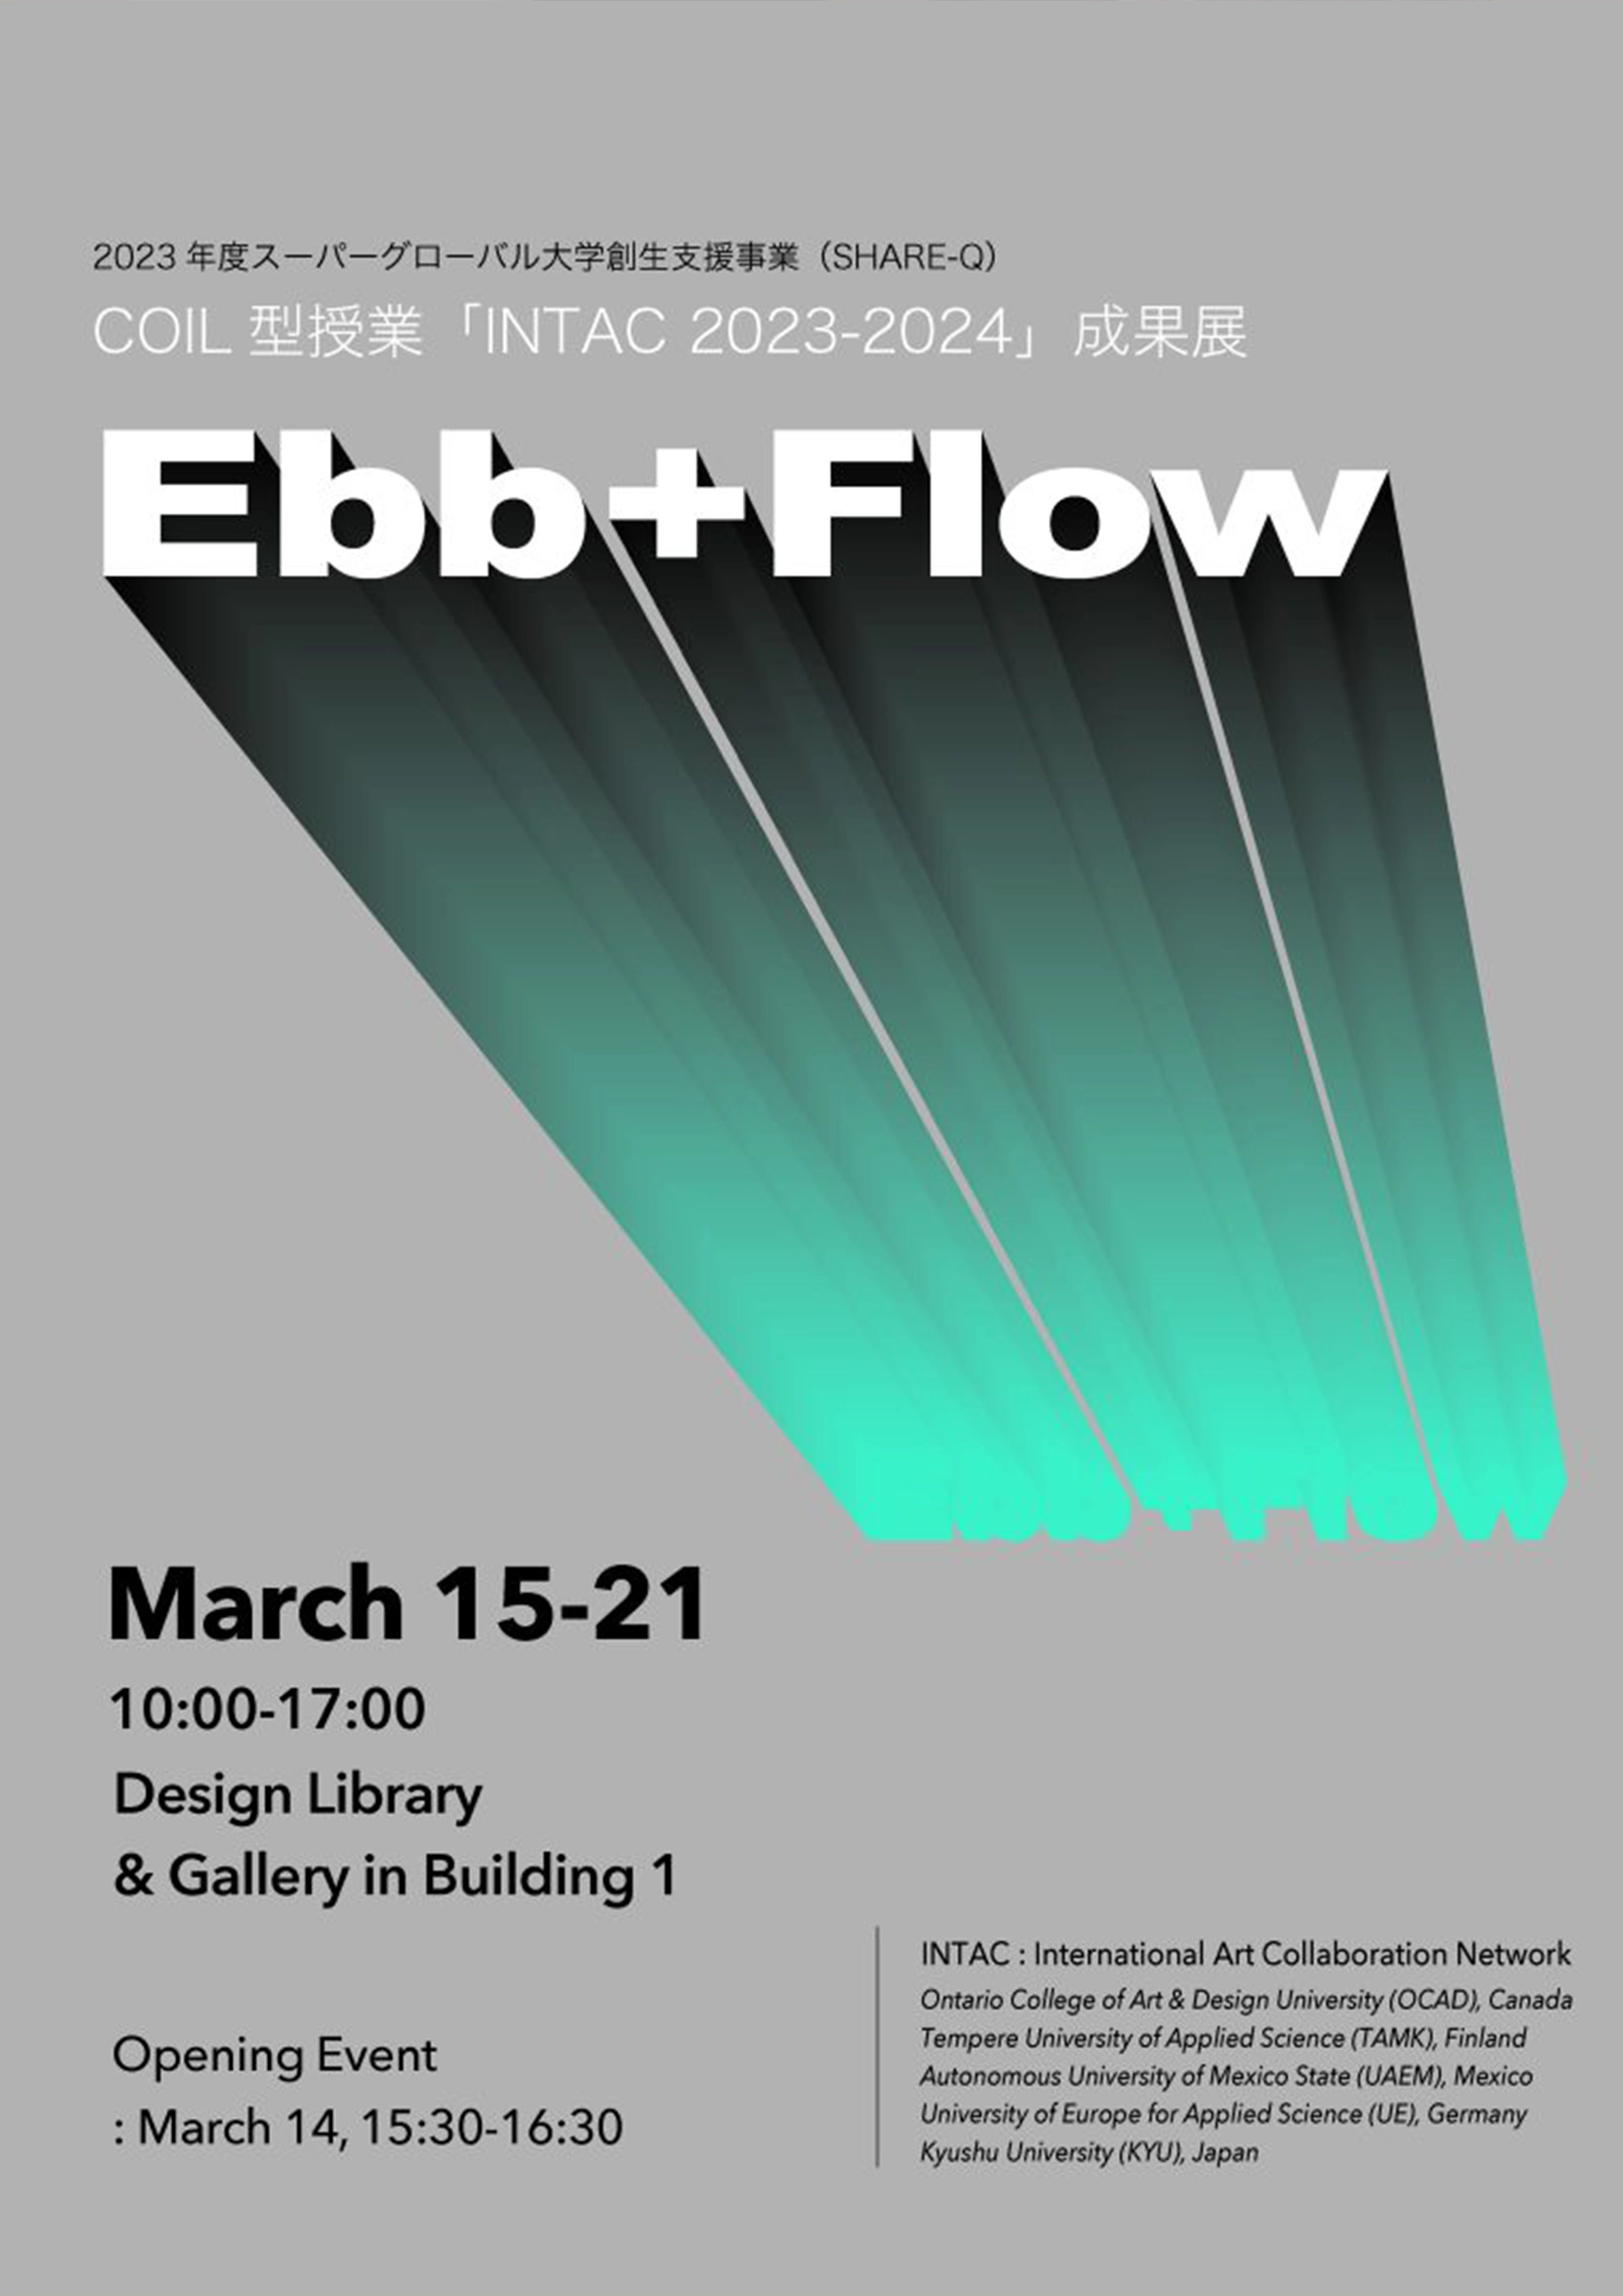 2023 年度スーパーグローバル大学創生支援事業（SHARE-Q）
COIL 型授業「INTAC 2023-2024」成果展
Ebb+Flow
March 15-21
10:00-17:00
Design Library
& Gallery in Building 1
Opening Event
: March 14, 15:30-16:30
INTAC : International Art Collaboration Network
Ontario College of Art & Design University (OCAD), Canada
Tempere University of Applied Science (TAMK), Finland
Autonomous University of Mexico State (UAEM), Mexico
University of Europe for Applied Science (UE), Germany
Kyushu University (KYU), Japan